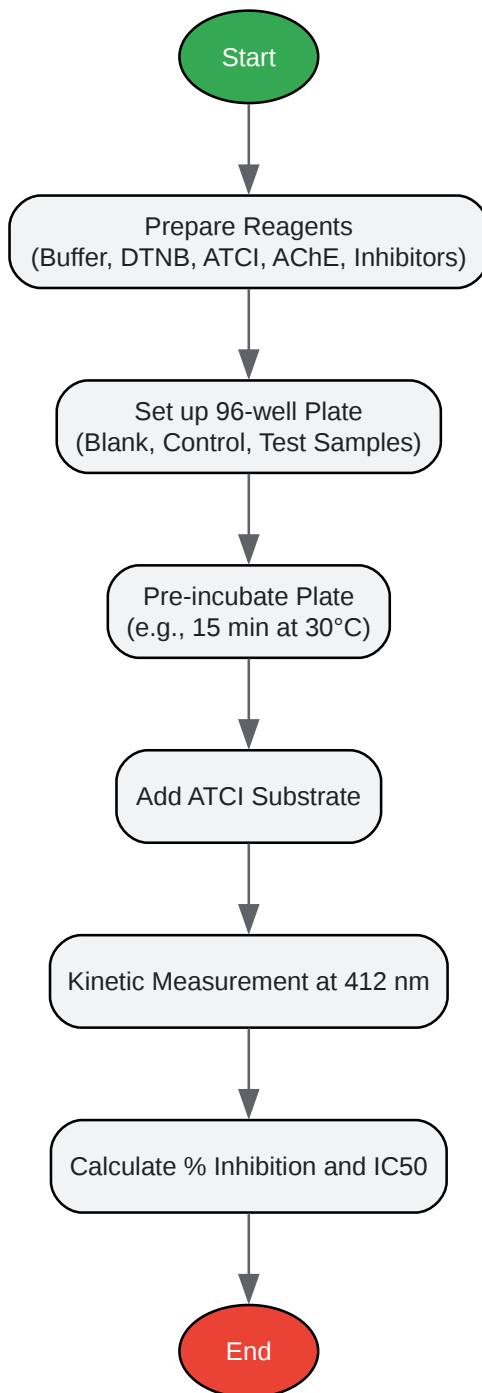 Start
Prepare Reagents
(Buffer, DTNB, ATCI, AChE, Inhibitors)
Set up 96-well Plate
(Blank, Control, Test Samples)
Pre-incubate Plate
(e.g., 15 min at 30°C)
Add ATCI Substrate
Kinetic Measurement at 412 nm
Calculate % Inhibition and IC50
End